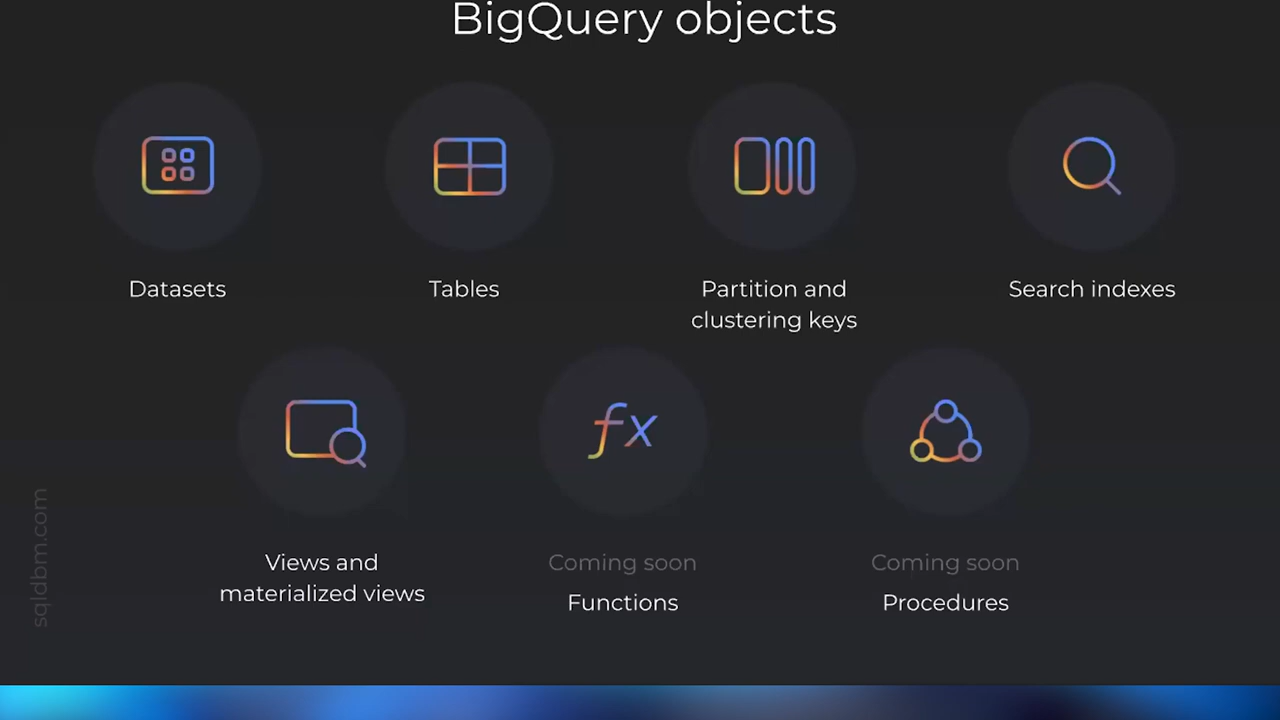 BigQuery objects
Datasets
Tables
Partition and
clustering keys
Search indexes
fx
Views and
materialized views
Coming soon
Functions
Coming soon
Procedures
sqldbm.com